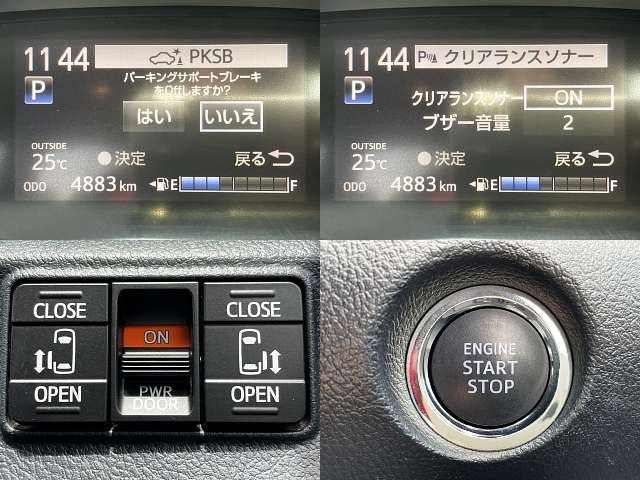 11 44 PKSB
P
パーキングサポートブレーキ
をOffしますか?
はい いいえ
OUTSIDE
25℃ 決定 戻る
ODO 4883 km E F
11 44 P クリアランスソナー
P
クリアランスソナー ON
ブザー音量 2
OUTSIDE
25℃ 決定 戻る
ODO 4883 km E F
CLOSE
OPEN
ON
PWR
DOOR
CLOSE
OPEN
ENGINE
START
STOP